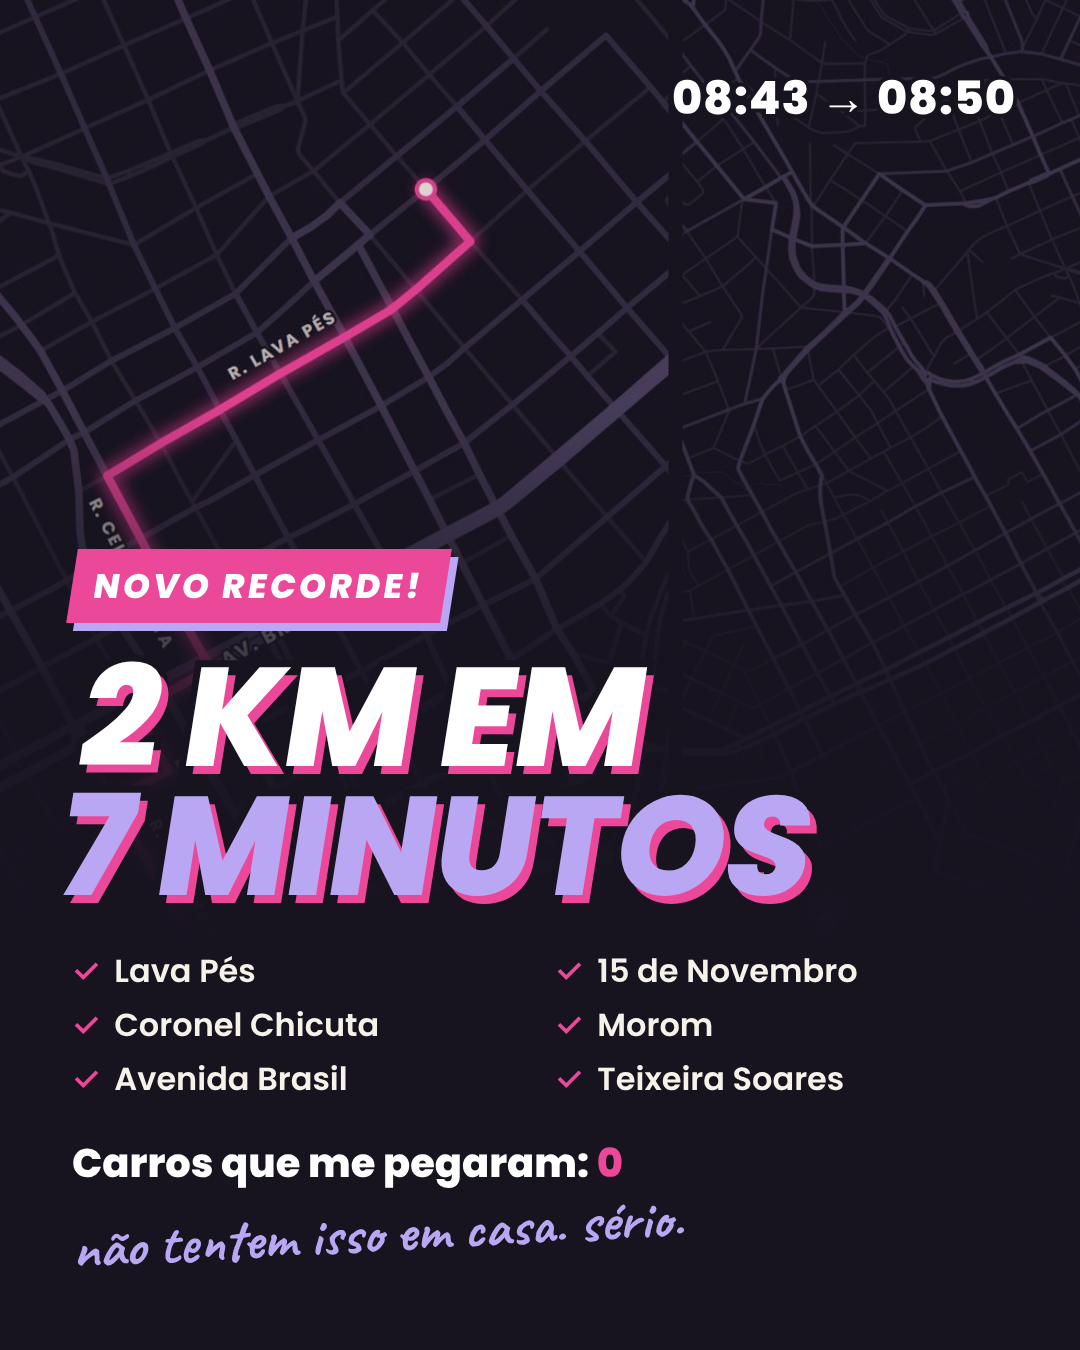 08:43 → 08:50
R. LAVA PÉS
NOVO RECORDE!
2 KM EM
7 MINUTOS
Lava Pés
15 de Novembro
Coronel Chicuta
Morom
Avenida Brasil
Teixeira Soares
Carros que me pegaram: 0
não tentem isso em casa. sério.